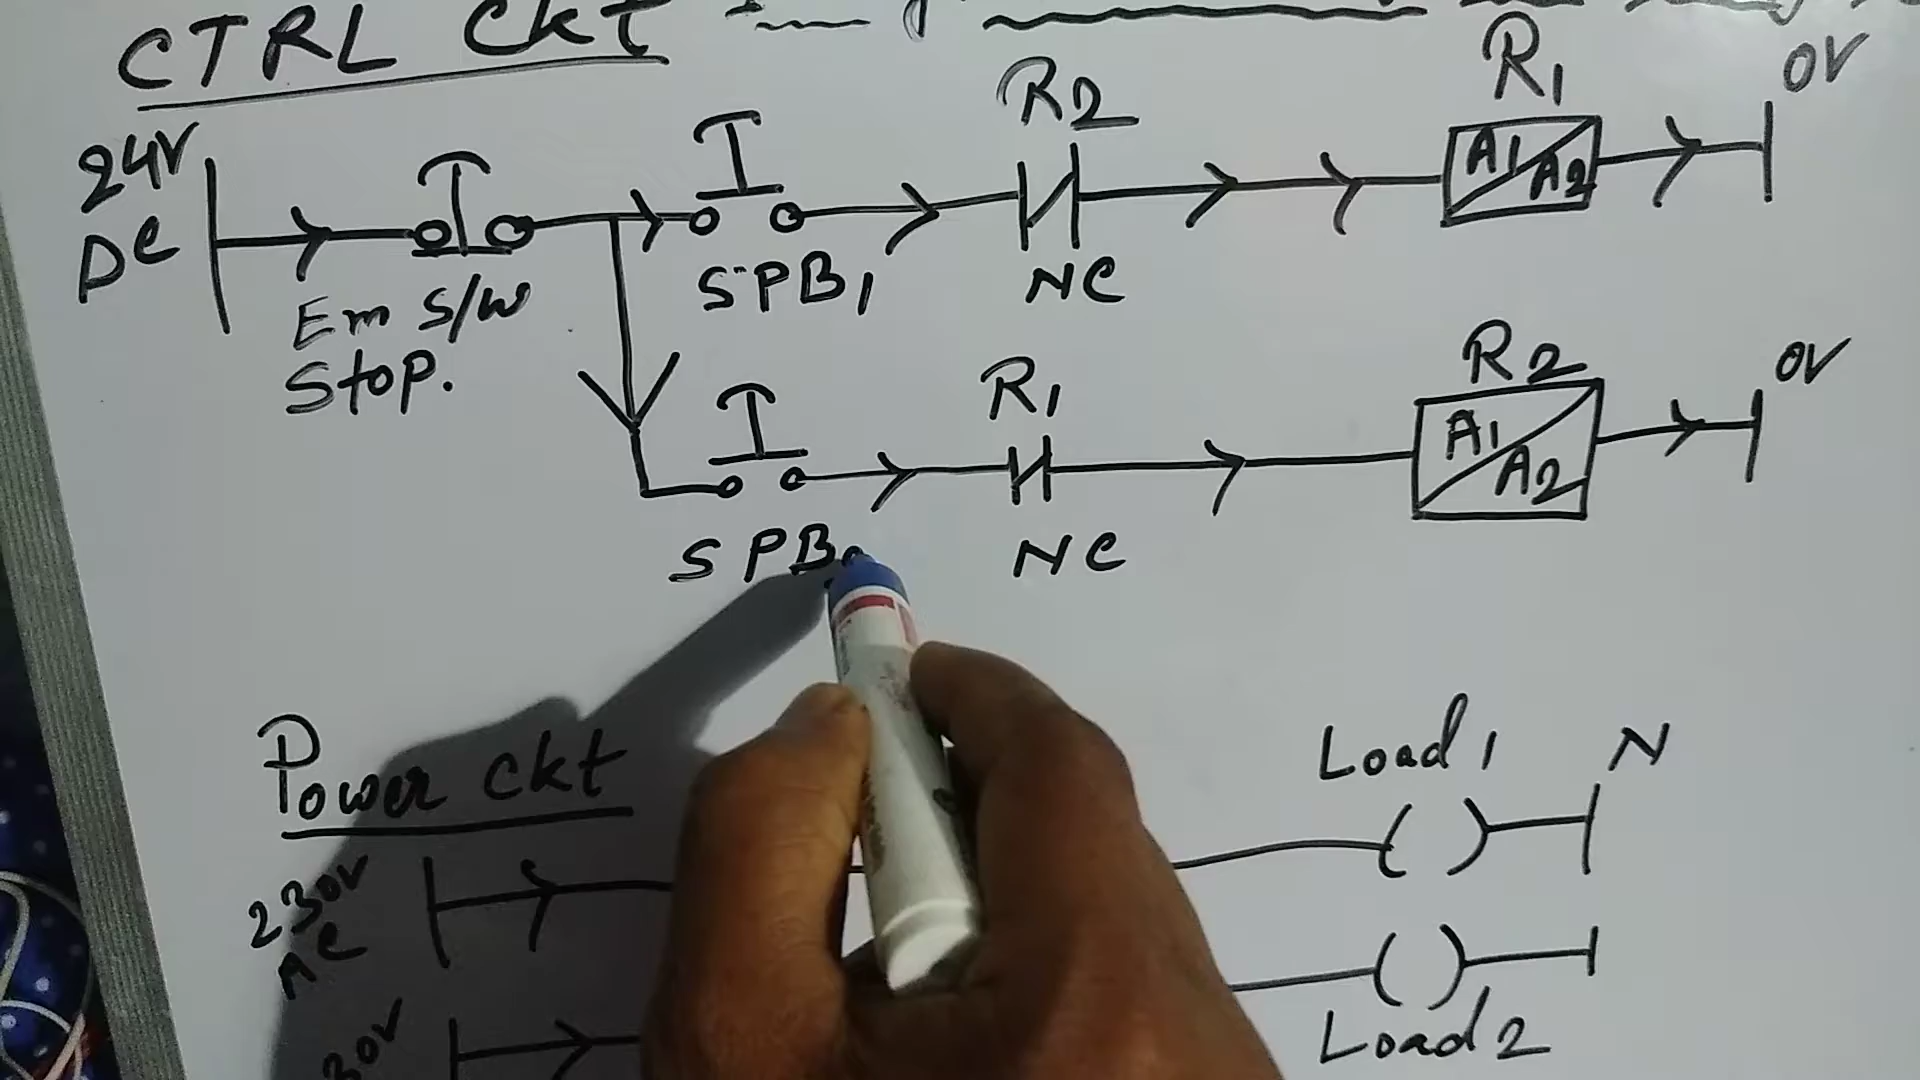 CTRL Ckt
24V
DC
Em S/W
Stop.
SPB1
R2
NC
R1
A1
A2
0V
SPB
R1
NC
R2
A1
A2
0V
Power ckt
230V
AC
Load 1
N
30V
Load 2